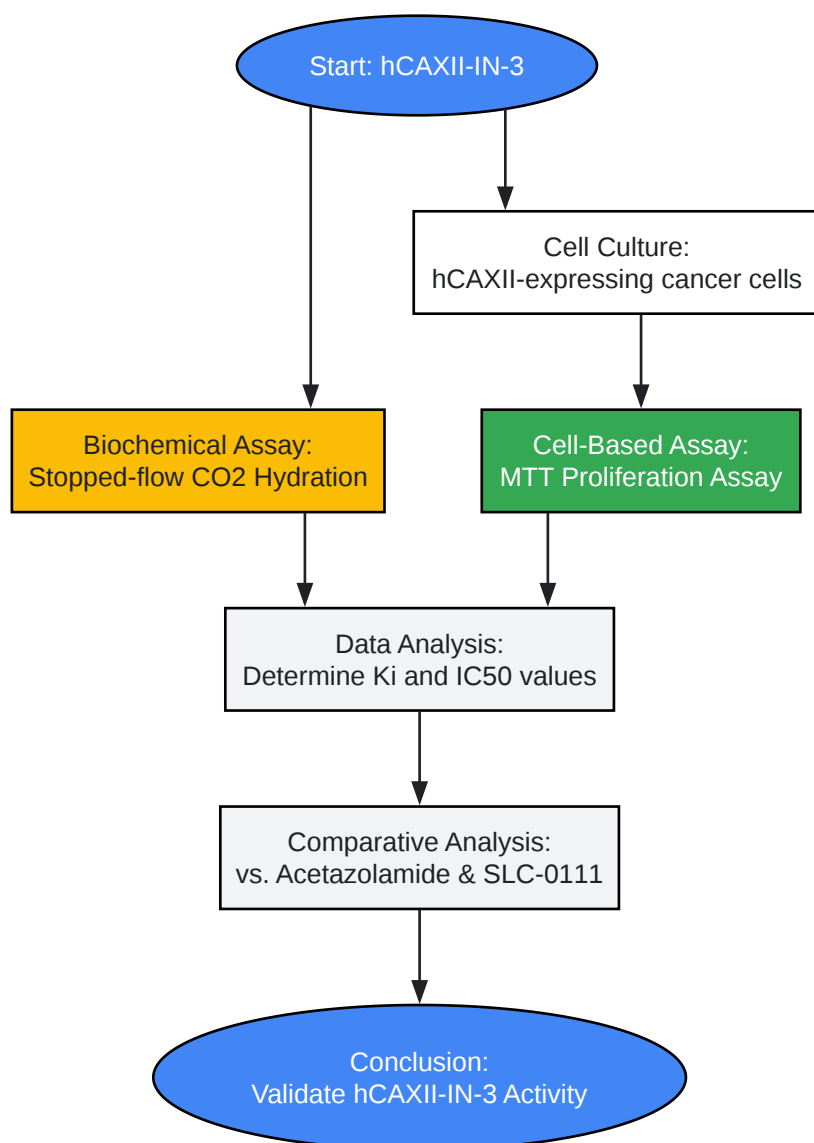 Start: hCAXII-IN-3
Cell Culture:
hCAXII-expressing cancer cells
Biochemical Assay:
Stopped-flow CO2 Hydration
Cell-Based Assay:
MTT Proliferation Assay
Data Analysis:
Determine Ki and IC50 values
Comparative Analysis:
vs. Acetazolamide & SLC-0111
Conclusion:
Validate hCAXII-IN-3 Activity